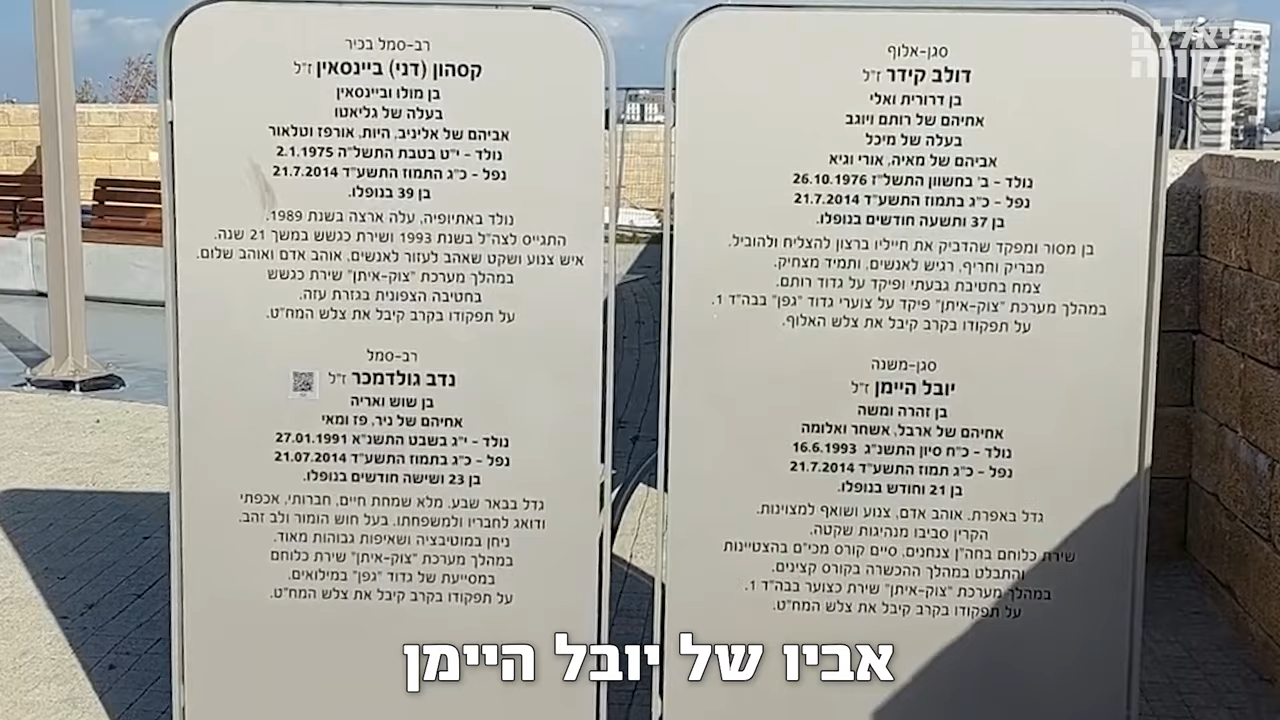 סגן-אלוף
דולב קידר ז"ל
בן דרורית ואלי
אחיהם של רותם ויוגב
בעלה של מיכל
אביהם של מאיה, אורי וגיא
נולד - ב' בחשוון התשל"ז 26.10.1976
נפל - כ"ג בתמוז התשע"ד 21.7.2014
בן 37 ותשעה חודשים בנופלו.
בן מסור ומפקד שהדביק את חייליו ברצון להצליח ולהוביל.
מבריק וחריף, רגיש לאנשים, ותמיד מצחיק.
צמח בחטיבת גבעתי ופיקד על גדוד רותם.
במהלך מערכת "צוק-איתן" פיקד על צוערי גדוד "גפן" בבה"ד 1.
על תפקודו בקרב קיבל את צלש האלוף.
סגן-משנה
יובל היימן ז"ל
בן זהרה ומשה
אחיהם של ארבל, אשחר ואלומה
נולד - כ"ח סיון התשנ"ג 16.6.1993
נפל - כ"ג תמוז התשע"ד 21.7.2014
בן 21 וחודש בנופלו.
גדל באפרת. אוהב אדם, צנוע ושואף למצוינות.
הקרין סביבו מנהיגות שקטה.
שירת כלוחם בחה"ן צנחנים, סיים קורס מכי"ם בהצטיינות
והתבלט במהלך ההכשרה בקורס קצינים.
במהלך מערכת "צוק-איתן" שירת כצוער בבה"ד 1.
על תפקודו בקרב קיבל את צלש המח"ט.
רב-סמל בכיר
קסהון (דני) ביינסאין ז"ל
בן מולו וביינסאין
בעלה של גליאטו
אביהם של אליניב, היות, אורפז וטלאור
נולד - י"ט בטבת התשל"ה 2.1.1975
נפל - כ"ג התמוז התשע"ד 21.7.2014
בן 39 בנופלו.
נולד באתיופיה, עלה ארצה בשנת 1989.
התגייס לצה"ל בשנת 1993 ושירת כגשש במשך 21 שנה.
איש צנוע ושקט שאהב לעזור לאנשים, אוהב אדם ואוהב שלום.
במהלך מערכת "צוק-איתן" שירת כגשש
בחטיבה הצפונית בגזרת עזה.
על תפקודו בקרב קיבל את צלש המח"ט.
רב-סמל
נדב גולדמכר ז"ל
בן שוש ואריה
אחיהם של ניר, פז ומאי
נולד - י"ג בשבט התשנ"א 27.01.1991
נפל - כ"ג בתמוז התשע"ד 21.07.2014
בן 23 ושישה חודשים בנופלו.
גדל בבאר שבע. מלא שמחת חיים, חברותי, אכפתי
ודואג לחבריו ולמשפחתו. בעל חוש הומור ולב זהב.
ניחן במוטיבציה ושאיפות גבוהות מאוד.
במהלך מערכת "צוק-איתן" שירת כלוחם
במסייעת של גדוד "גפן" במילואים.
על תפקודו בקרב קיבל את צלש המח"ט.
אביו של יובל היימן